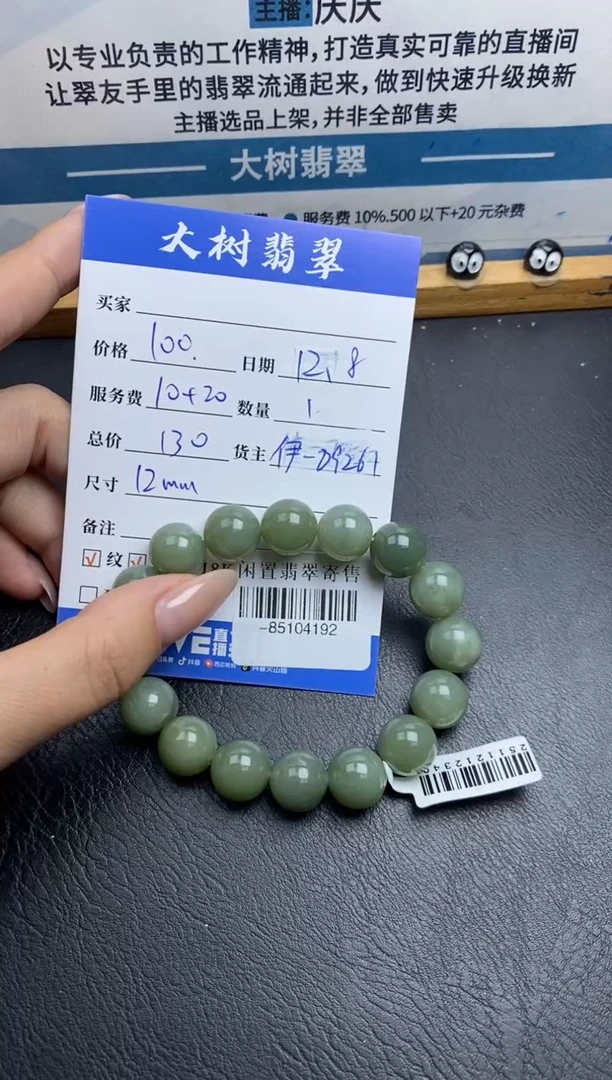 主播:庆庆
以专业负责的工作精神,打造真实可靠的直播间
让翠友手里的翡翠流通起来,做到快速升级换新
主播选品上架,并非全部售卖
大树翡翠
服务费 10%.500 以下+20 元杂费
大树翡翠
买家
价格 100. 日期 12.8
服务费 10+20 数量 1
总价 130 货主 伊-09267
尺寸 12mm
备注
纹
18K闲置翡翠寄售
-85104192